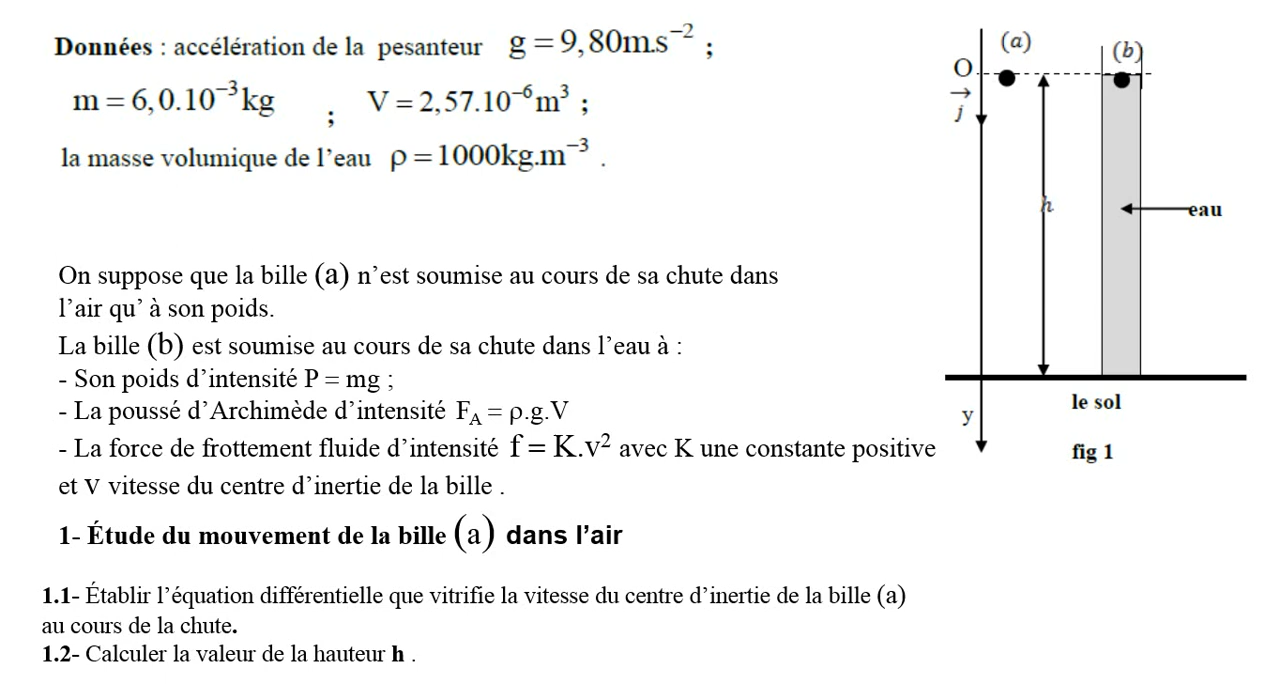 Données : accélération de la pesanteur g = 9,80m.s⁻² ;
m = 6,0.10⁻³kg ; V = 2,57.10⁻⁶m³ ;
la masse volumique de l'eau ρ = 1000kg.m⁻³ .
(a)
(b)
O
j
h
eau
le sol
y
fig 1
On suppose que la bille (a) n'est soumise au cours de sa chute dans
l'air qu' à son poids.
La bille (b) est soumise au cours de sa chute dans l'eau à :
- Son poids d'intensité P = mg ;
- La poussé d'Archimède d'intensité F_A = ρ.g.V
- La force de frottement fluide d'intensité f = K.v² avec K une constante positive
et V vitesse du centre d'inertie de la bille .
1- Étude du mouvement de la bille (a) dans l'air
1.1- Établir l'équation différentielle que vitrifie la vitesse du centre d'inertie de la bille (a)
au cours de la chute.
1.2- Calculer la valeur de la hauteur h .